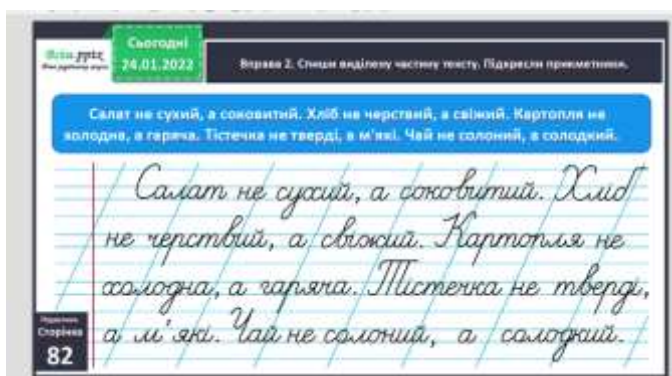 Сьогодні
24.01.2022
Вправа 2. Спиши виділену частину тексту. Підкресли прикметники.
Салат не сухий, а соковитий. Хліб не черствий, а свіжий. Картопля не
холодна, а гаряча. Тістечка не тверді, а м'які. Чай не солоний, а солодкий.
Салат не сухий, а соковитий. Хліб
не черствий, а свіжий. Картопля не
холодна, а гаряча. Тістечка не тверді,
а м'які. Чай не солоний, а солодкий.
Сторінка
82